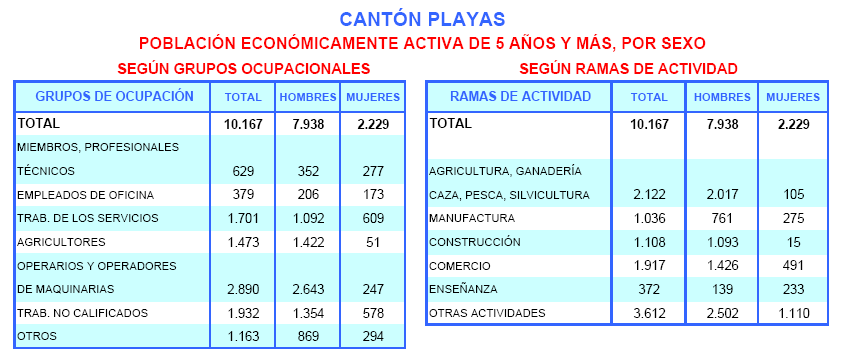 CANTÓN PLAYAS
POBLACIÓN ECONÓMICAMENTE ACTIVA DE 5 AÑOS Y MÁS, POR SEXO
SEGÚN GRUPOS OCUPACIONALES
GRUPOS DE OCUPACIÓN TOTAL HOMBRES MUJERES
TOTAL 10.167 7.938 2.229
MIEMBROS, PROFESIONALES
TÉCNICOS 629 352 277
EMPLEADOS DE OFICINA 379 206 173
TRAB. DE LOS SERVICIOS 1.701 1.092 609
AGRICULTORES 1.473 1.422 51
OPERARIOS Y OPERADORES
DE MAQUINARIAS 2.890 2.643 247
TRAB. NO CALIFICADOS 1.932 1.354 578
OTROS 1.163 869 294
SEGÚN RAMAS DE ACTIVIDAD
RAMAS DE ACTIVIDAD TOTAL HOMBRES MUJERES
TOTAL 10.167 7.938 2.229
AGRICULTURA, GANADERÍA
CAZA, PESCA, SILVICULTURA 2.122 2.017 105
MANUFACTURA 1.036 761 275
CONSTRUCCIÓN 1.108 1.093 15
COMERCIO 1.917 1.426 491
ENSEÑANZA 372 139 233
OTRAS ACTIVIDADES 3.612 2.502 1.110